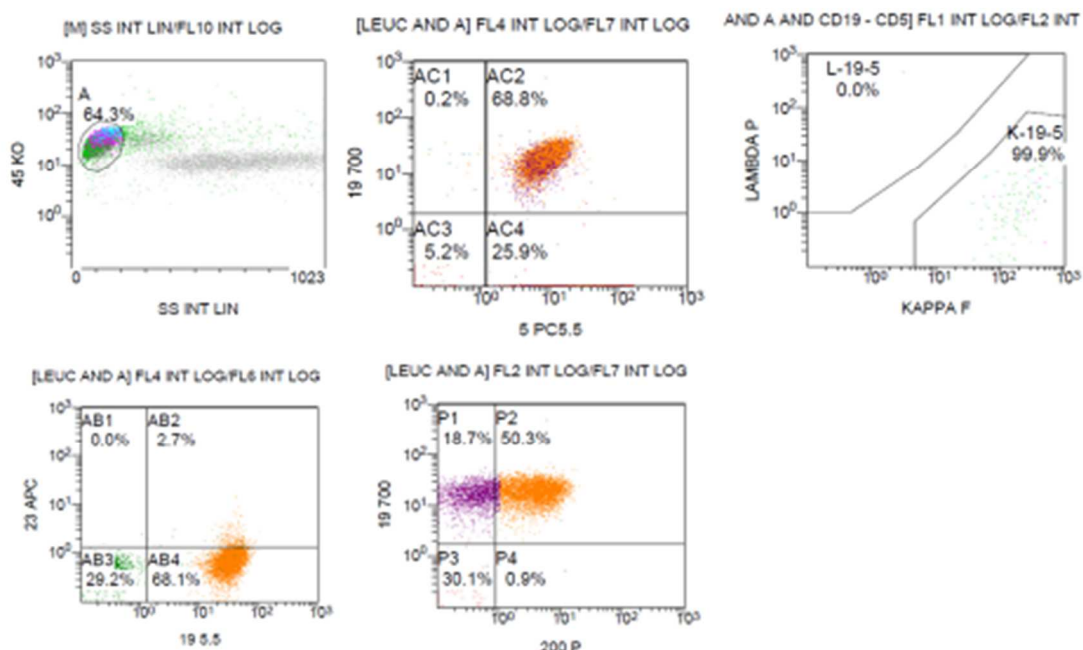 [M] SS INT LIN/FL10 INT LOG
10³
A
64.3%
10²
45 KO
10¹
10⁰
0
1023
SS INT LIN
[LEUC AND A] FL4 INT LOG/FL7 INT LOG
10³
AC1
0.2%
AC2
68.8%
10²
19 700
10¹
10⁰
AC3
5.2%
AC4
25.9%
10⁰ 10¹ 10² 10³
5 PC5.5
AND A AND CD19 - CD5] FL1 INT LOG/FL2 INT
10³
L-19-5
0.0%
10²
K-19-5
99.9%
LAMBDA P
10¹
10⁰
10⁰ 10¹ 10² 10³
KAPPA F
[LEUC AND A] FL4 INT LOG/FL6 INT LOG
10³
AB1
0.0%
AB2
2.7%
10²
23 APC
10¹
10⁰
AB3
29.2%
AB4
68.1%
10⁰ 10¹ 10² 10³
19 5.5
[LEUC AND A] FL2 INT LOG/FL7 INT LOG
10³
P1
18.7%
P2
50.3%
10²
19 700
10¹
10⁰
P3
30.1%
P4
0.9%
10⁰ 10¹ 10² 10³
200 P